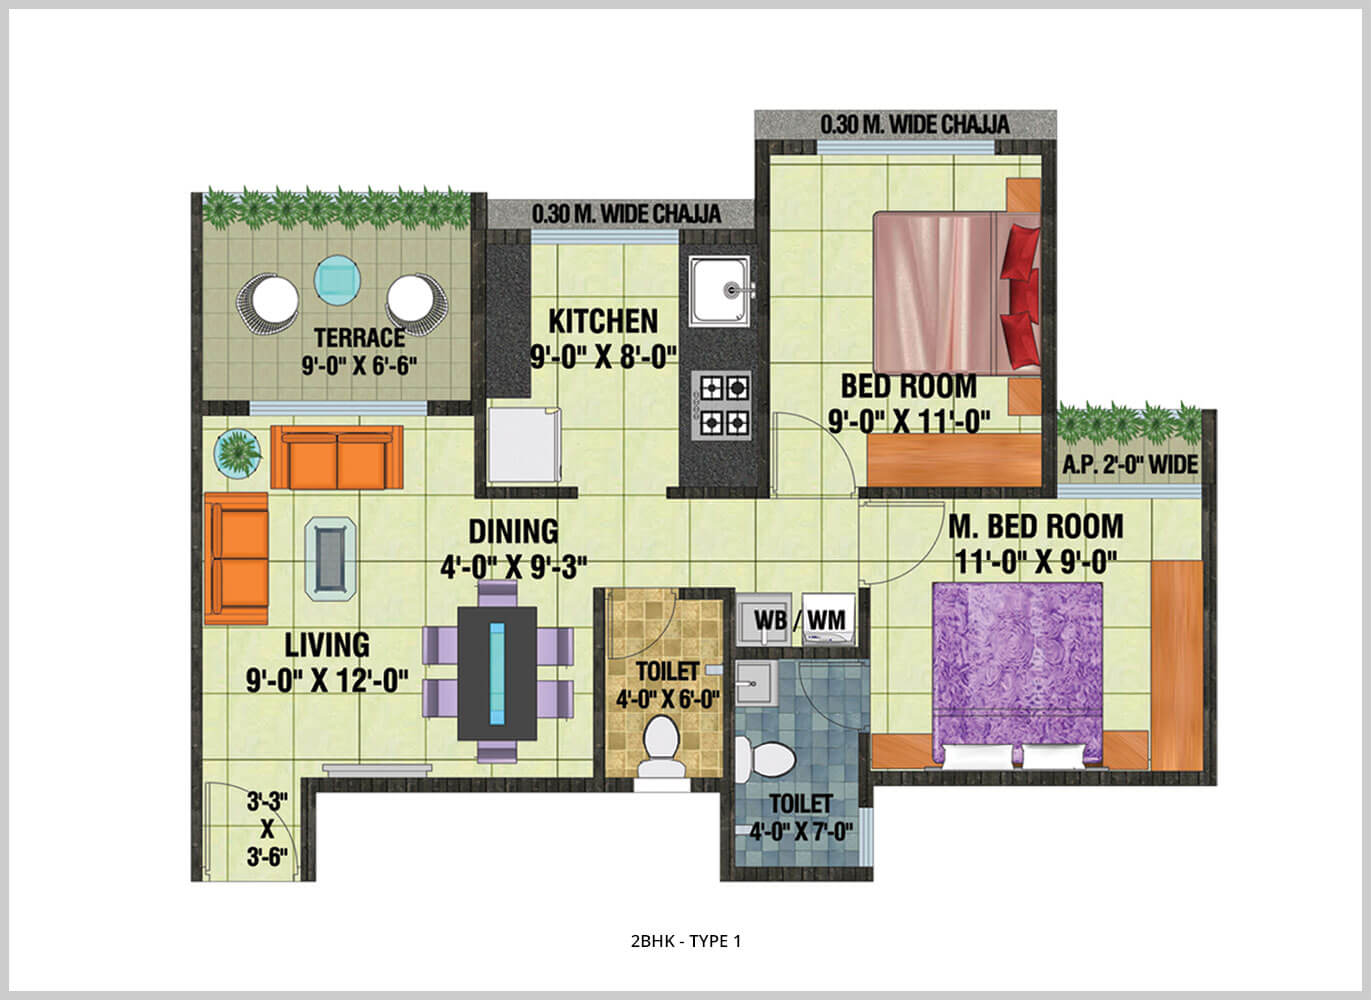 0.30 M. WIDE CHAJJA
0.30 M. WIDE CHAJJA
TERRACE
9'-0" X 6'-6"
KITCHEN
9'-0" X 8'-0"
BED ROOM
9'-0" X 11'-0"
A.P. 2'-0" WIDE
DINING
4'-0" X 9'-3"
M. BED ROOM
11'-0" X 9'-0"
LIVING
9'-0" X 12'-0"
WB / WM
TOILET
4'-0" X 6'-0"
TOILET
4'-0" X 7'-0"
3'-3"
X
3'-6"
2BHK - TYPE 1